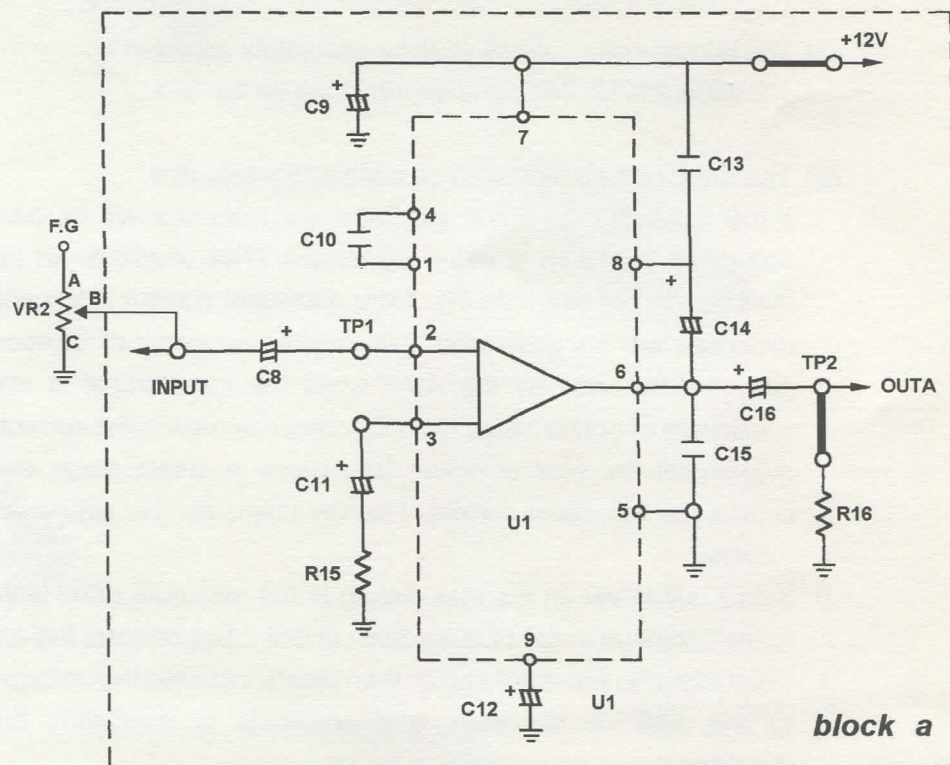 +12V
+
C9
7
C13
4
F.G
C10
1
8
A
B
VR2
+
C
+
TP1
2
C14
6
TP2
INPUT
C8
+
OUTA
3
C16
+
C11
C15
5
R16
U1
R15
9
+
C12
U1
block a